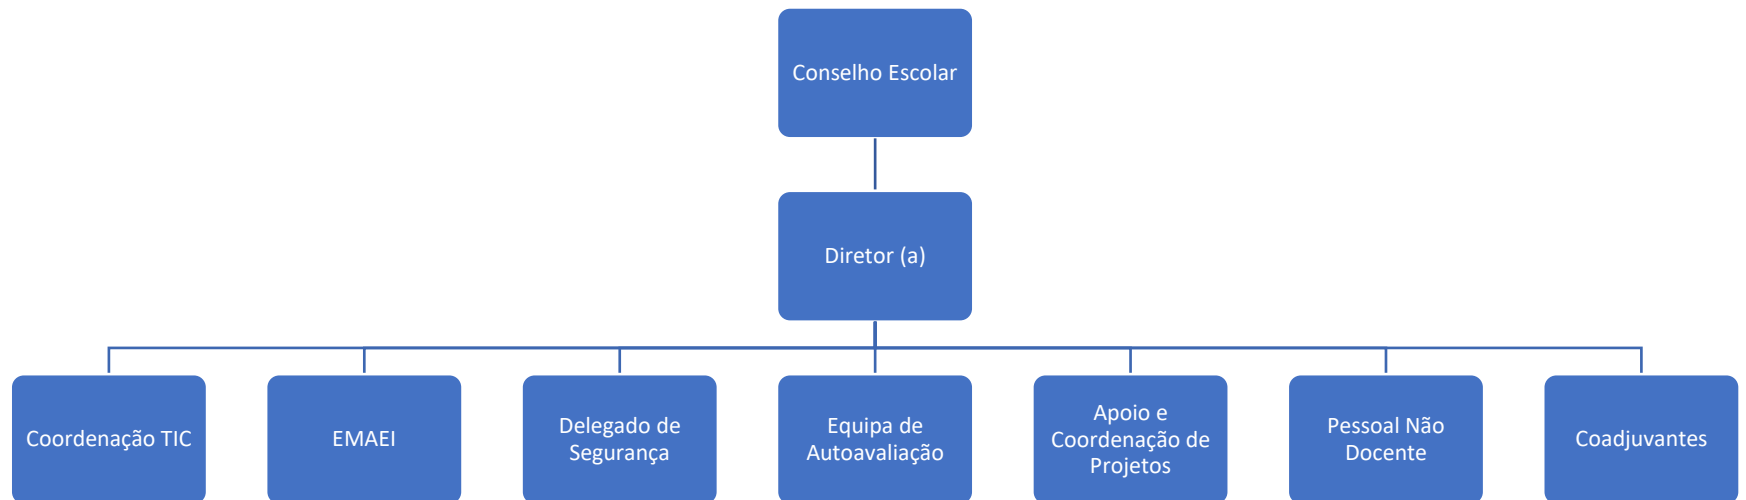 Conselho Escolar
Diretor (a)
Coordenação TIC
EMAEI
Delegado de
Segurança
Equipa de
Autoavaliação
Apoio e
Coordenação de
Projetos
Pessoal Não
Docente
Coadjuvantes